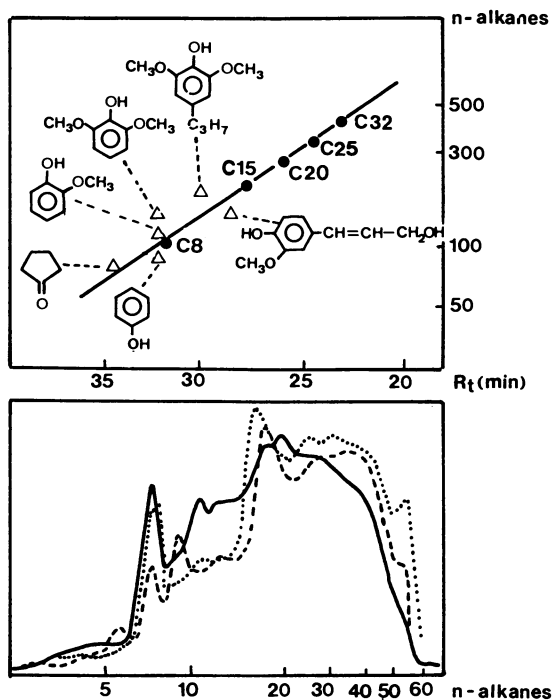 n-alkanes
OH
CH₃O OCH₃
C₃H₇
500
OH
CH₃O OCH₃
C32
C25
300
C20
C15
OH
OCH₃
HO CH=CH-CH₂OH
CH₃O
C8
100
O
OH
50
35 30 25 20 Rt(min)
5 10 20 30 40 50 60 n-alkanes